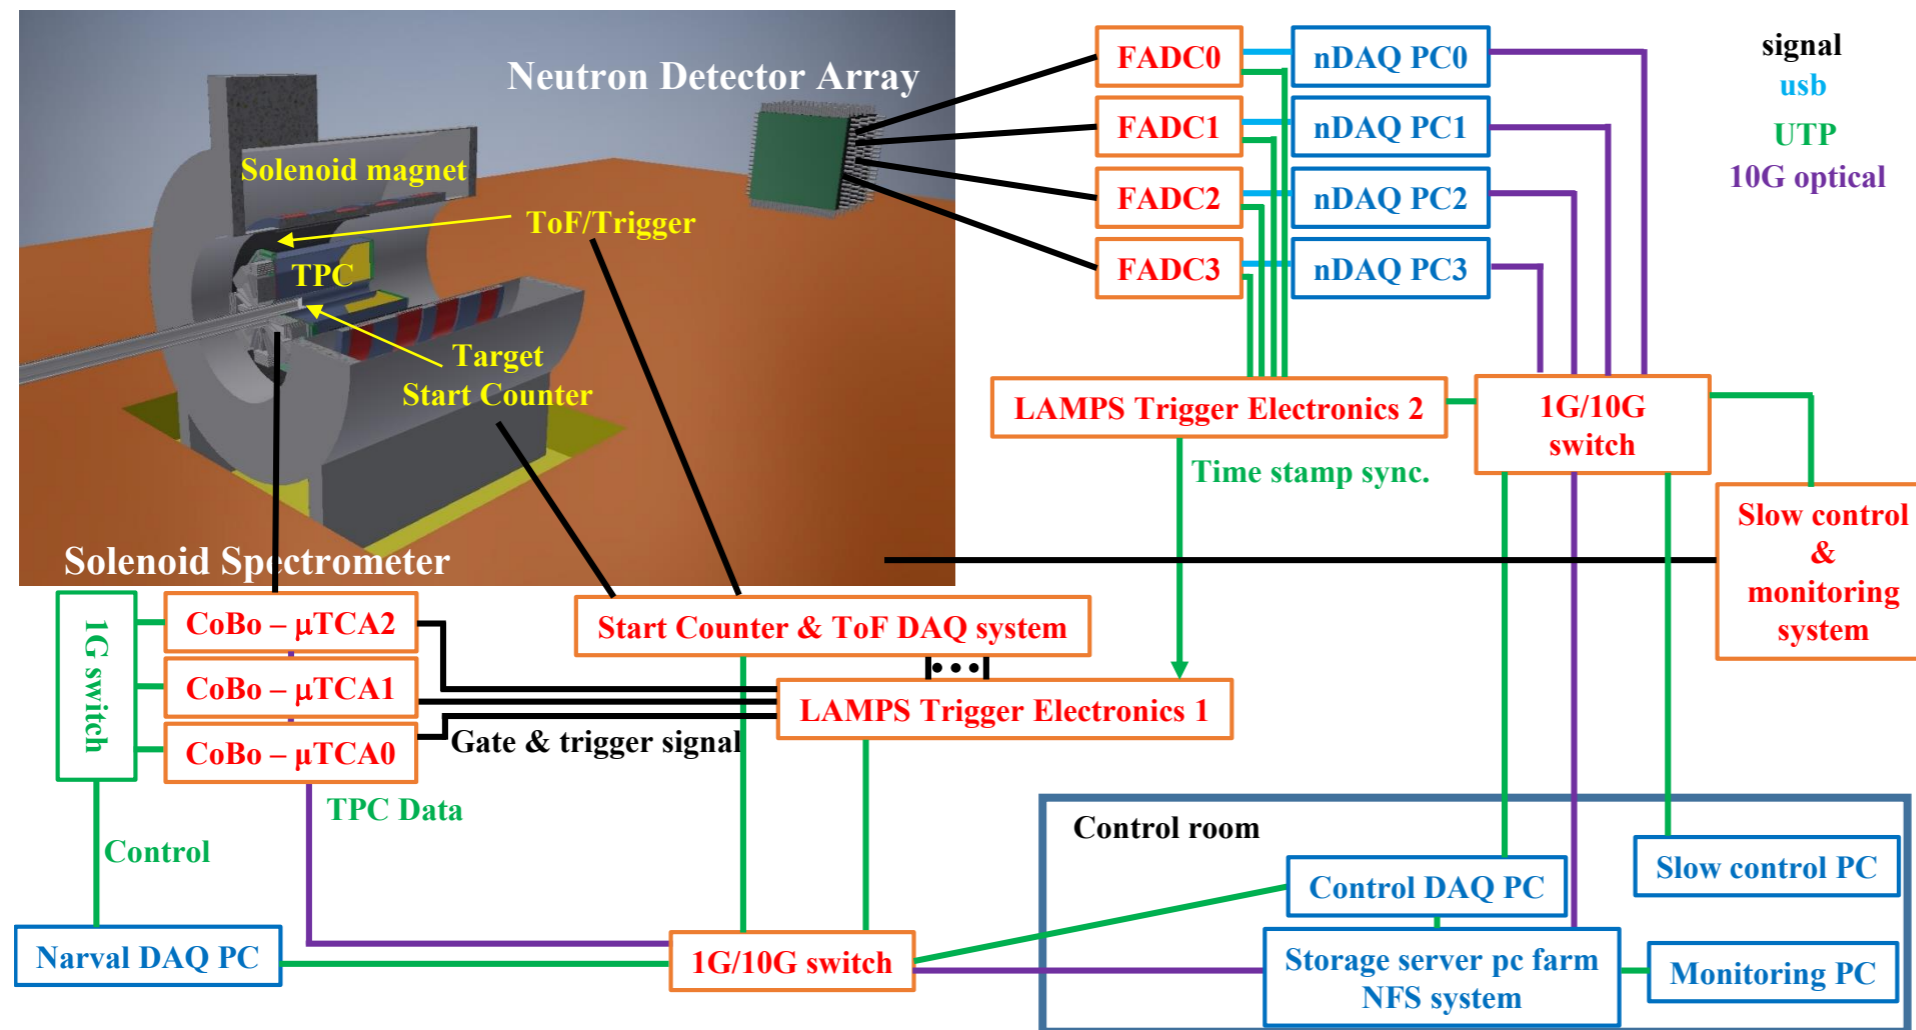 Neutron Detector Array
Solenoid magnet
ToF/Trigger
TPC
Target
Start Counter
Solenoid Spectrometer
FADC0
nDAQ PC0
FADC1
nDAQ PC1
FADC2
nDAQ PC2
FADC3
nDAQ PC3
signal
usb
UTP
10G optical
LAMPS Trigger Electronics 2
1G/10G
switch
Time stamp sync.
Slow control
&
monitoring
system
1G switch
CoBo – μTCA2
CoBo – μTCA1
CoBo – μTCA0
Start Counter & ToF DAQ system
LAMPS Trigger Electronics 1
Gate & trigger signal
TPC Data
Control
Narval DAQ PC
1G/10G switch
Control room
Control DAQ PC
Slow control PC
Storage server pc farm
NFS system
Monitoring PC